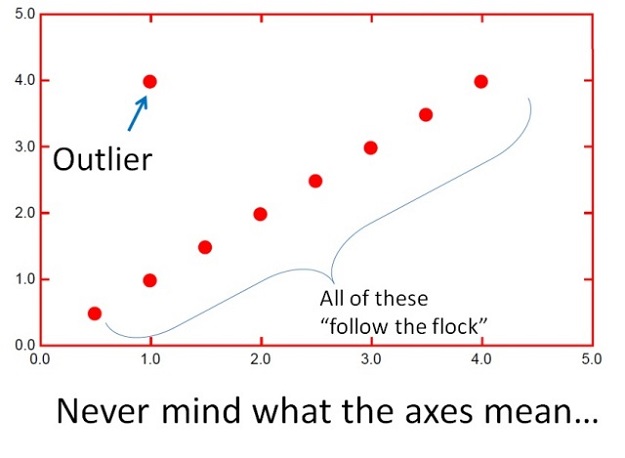 5.0
4.0
3.0
Outlier
2.0
1.0
All of these
“follow the flock”
0.0
0.0 1.0 2.0 3.0 4.0 5.0
Never mind what the axes mean...